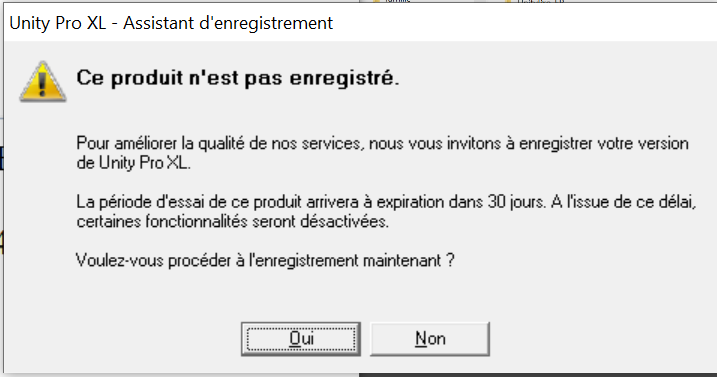 Unity Pro XL - Assistant d'enregistrement
Ce produit n'est pas enregistré.
Pour améliorer la qualité de nos services, nous vous invitons à enregistrer votre version
de Unity Pro XL.
La période d'essai de ce produit arrivera à expiration dans 30 jours. A l'issue de ce délai,
certaines fonctionnalités seront désactivées.
Voulez-vous procéder à l'enregistrement maintenant ?
Oui
Non